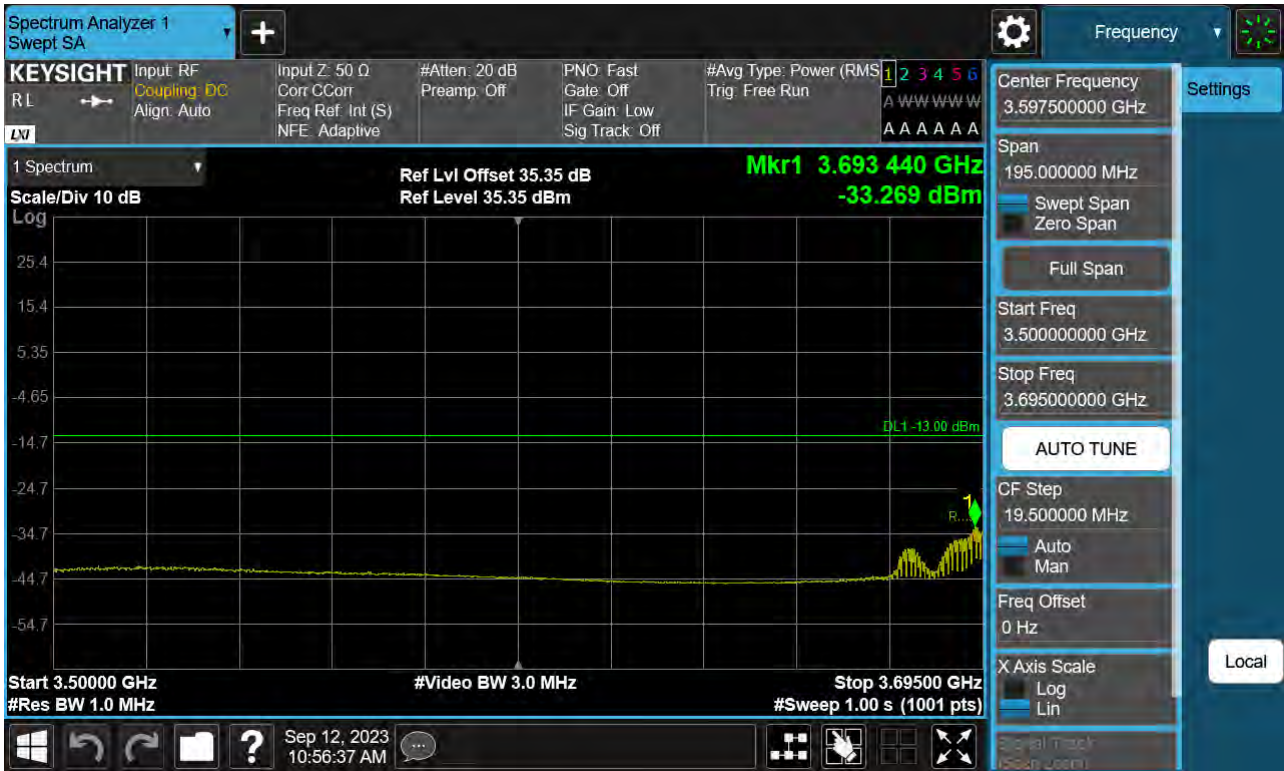 Spectrum Analyzer 1
Swept SA
+
Frequency
KEYSIGHT
RL
LXI
Input: RF
Coupling: DC
Align: Auto
Input Z: 50 Ω
Corr CCorr
Freq Ref: Int (S)
NFE: Adaptive
#Atten: 20 dB
Preamp: Off
PNO: Fast
Gate: Off
IF Gain: Low
Sig Track: Off
#Avg Type: Power (RMS
Trig: Free Run
1 2 3 4 5 6
A W W W W W
A A A A A A
1 Spectrum
Scale/Div 10 dB
Log
Ref Lvl Offset 35.35 dB
Ref Level 35.35 dBm
Mkr1 3.693 440 GHz
-33.269 dBm
25.4
15.4
5.35
-4.65
-14.7
-24.7
-34.7
-44.7
-54.7
DL1 -13.00 dBm
1
R...
Start 3.50000 GHz
#Res BW 1.0 MHz
#Video BW 3.0 MHz
Stop 3.69500 GHz
#Sweep 1.00 s (1001 pts)
Center Frequency
3.597500000 GHz
Settings
Span
195.000000 MHz
Swept Span
Zero Span
Full Span
Start Freq
3.500000000 GHz
Stop Freq
3.695000000 GHz
AUTO TUNE
CF Step
19.500000 MHz
Auto
Man
Freq Offset
0 Hz
X Axis Scale
Log
Lin
Local
Signal Track
(Span Zoom)
?
Sep 12, 2023
10:56:37 AM